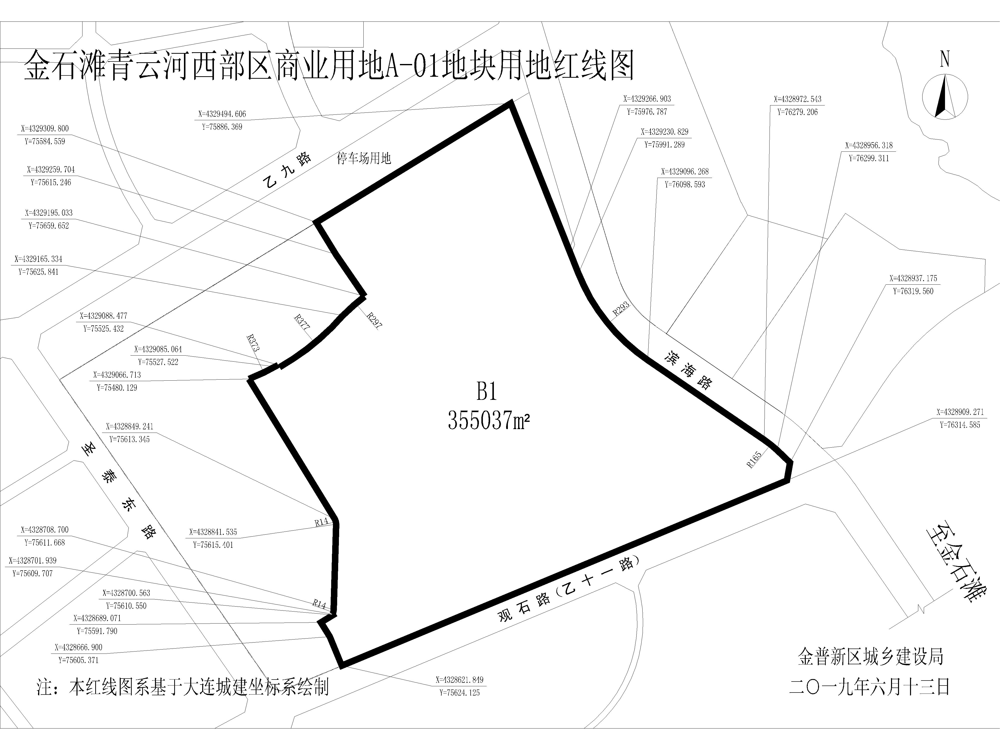 金石滩青云河西部区商业用地A-01地块用地红线图
N
X=4329494.606
Y=75886.369
X=4329266.903
Y=75976.787
X=4328972.543
Y=76279.206
X=4329309.800
Y=75584.559
X=4329230.829
Y=75991.289
X=4328956.318
Y=76299.311
停车场用地
乙九路
X=4329259.704
Y=75615.246
X=4329096.268
Y=76098.593
X=4329195.033
Y=75659.652
X=4329165.334
Y=75625.841
X=4328937.175
Y=76319.560
R293
R297
R377
R373
X=4329088.477
Y=75525.432
X=4329085.064
Y=75527.522
X=4329066.713
Y=75480.129
滨海路
B1
355037m²
X=4328909.271
Y=76314.585
X=4328849.241
Y=75613.345
R165
圣泰东路
R14
X=4328841.535
Y=75615.401
X=4328708.700
Y=75611.668
至金石滩
X=4328701.939
Y=75609.707
观石路(乙十一路)
R14
X=4328700.563
Y=75610.550
X=4328689.071
Y=75591.790
X=4328666.900
Y=75605.371
X=4328621.849
Y=75624.125
注：本红线图系基于大连城建坐标系绘制
金普新区城乡建设局
二〇一九年六月十三日